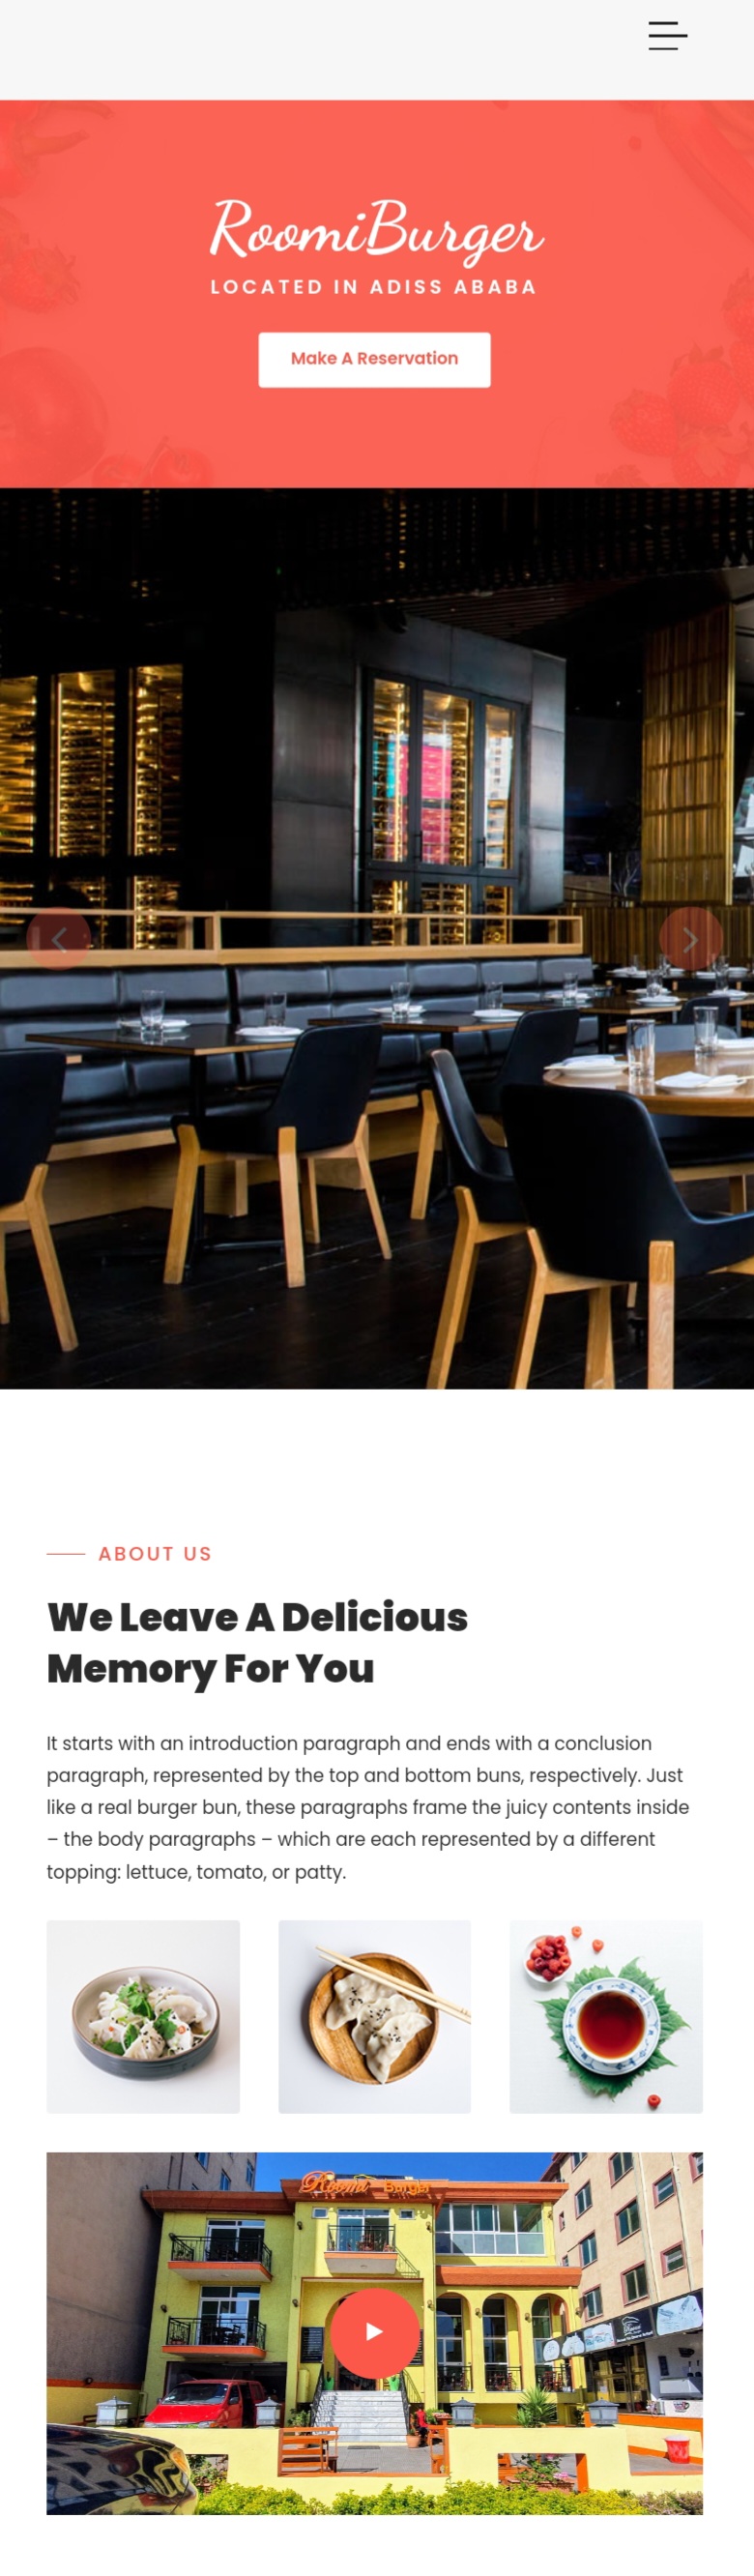 RoomiBurger
LOCATED IN ADISS ABABA
Make A Reservation
ABOUT US
We Leave A Delicious
Memory For You
It starts with an introduction paragraph and ends with a conclusion
paragraph, represented by the top and bottom buns, respectively. Just
like a real burger bun, these paragraphs frame the juicy contents inside
– the body paragraphs – which are each represented by a different
topping: lettuce, tomato, or patty.
Roomi Burger